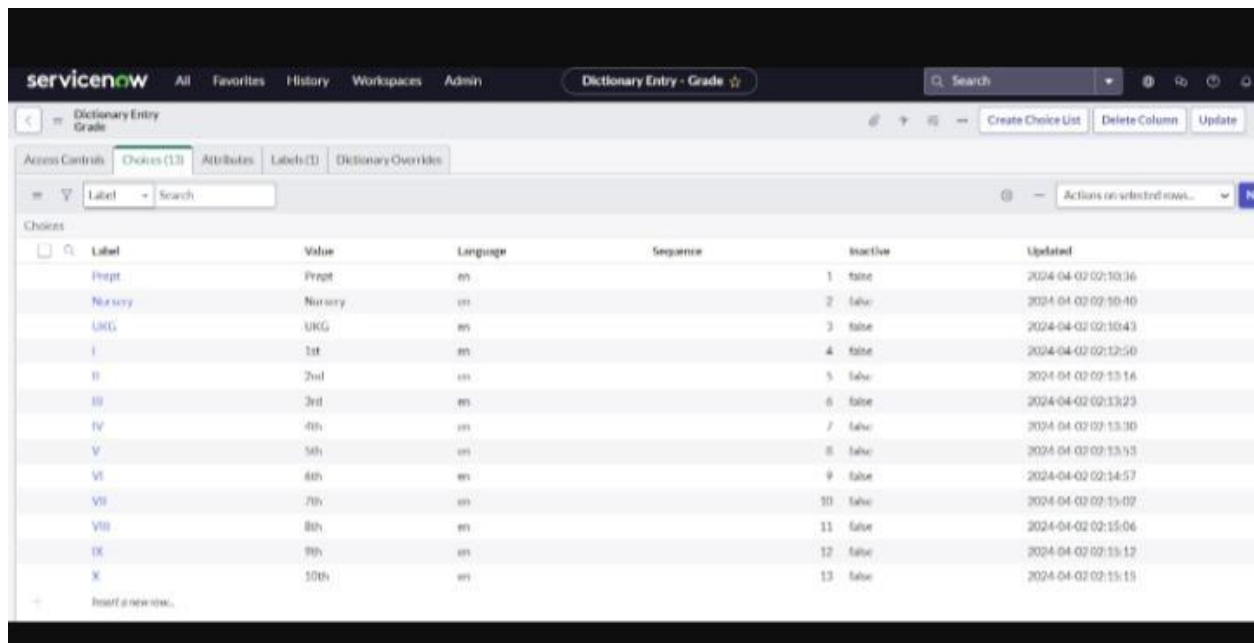 servicenow All Favorites History Workspaces Admin Dictionary Entry - Grade Search
Dictionary Entry
Grade
Create Choice List Delete Column Update
Access Controls Choices (13) Attributes Labels (1) Dictionary Overrides
Label Search Actions on selected rows...
Choices
Label Value Language Sequence Inactive Updated
Prept Prept en 1 false 2024-04-02 02:10:36
Nursery Nursery en 2 false 2024-04-02 02:10:40
UKG UKG en 3 false 2024-04-02 02:10:43
I 1st en 4 false 2024-04-02 02:12:50
II 2nd en 5 false 2024-04-02 02:13:16
III 3rd en 6 false 2024-04-02 02:13:23
IV 4th en 7 false 2024-04-02 02:13:30
V 5th en 8 false 2024-04-02 02:13:53
VI 6th en 9 false 2024-04-02 02:14:57
VII 7th en 10 false 2024-04-02 02:15:02
VIII 8th en 11 false 2024-04-02 02:15:06
IX 9th en 12 false 2024-04-02 02:15:12
X 10th en 13 false 2024-04-02 02:15:15
Insert a new row...